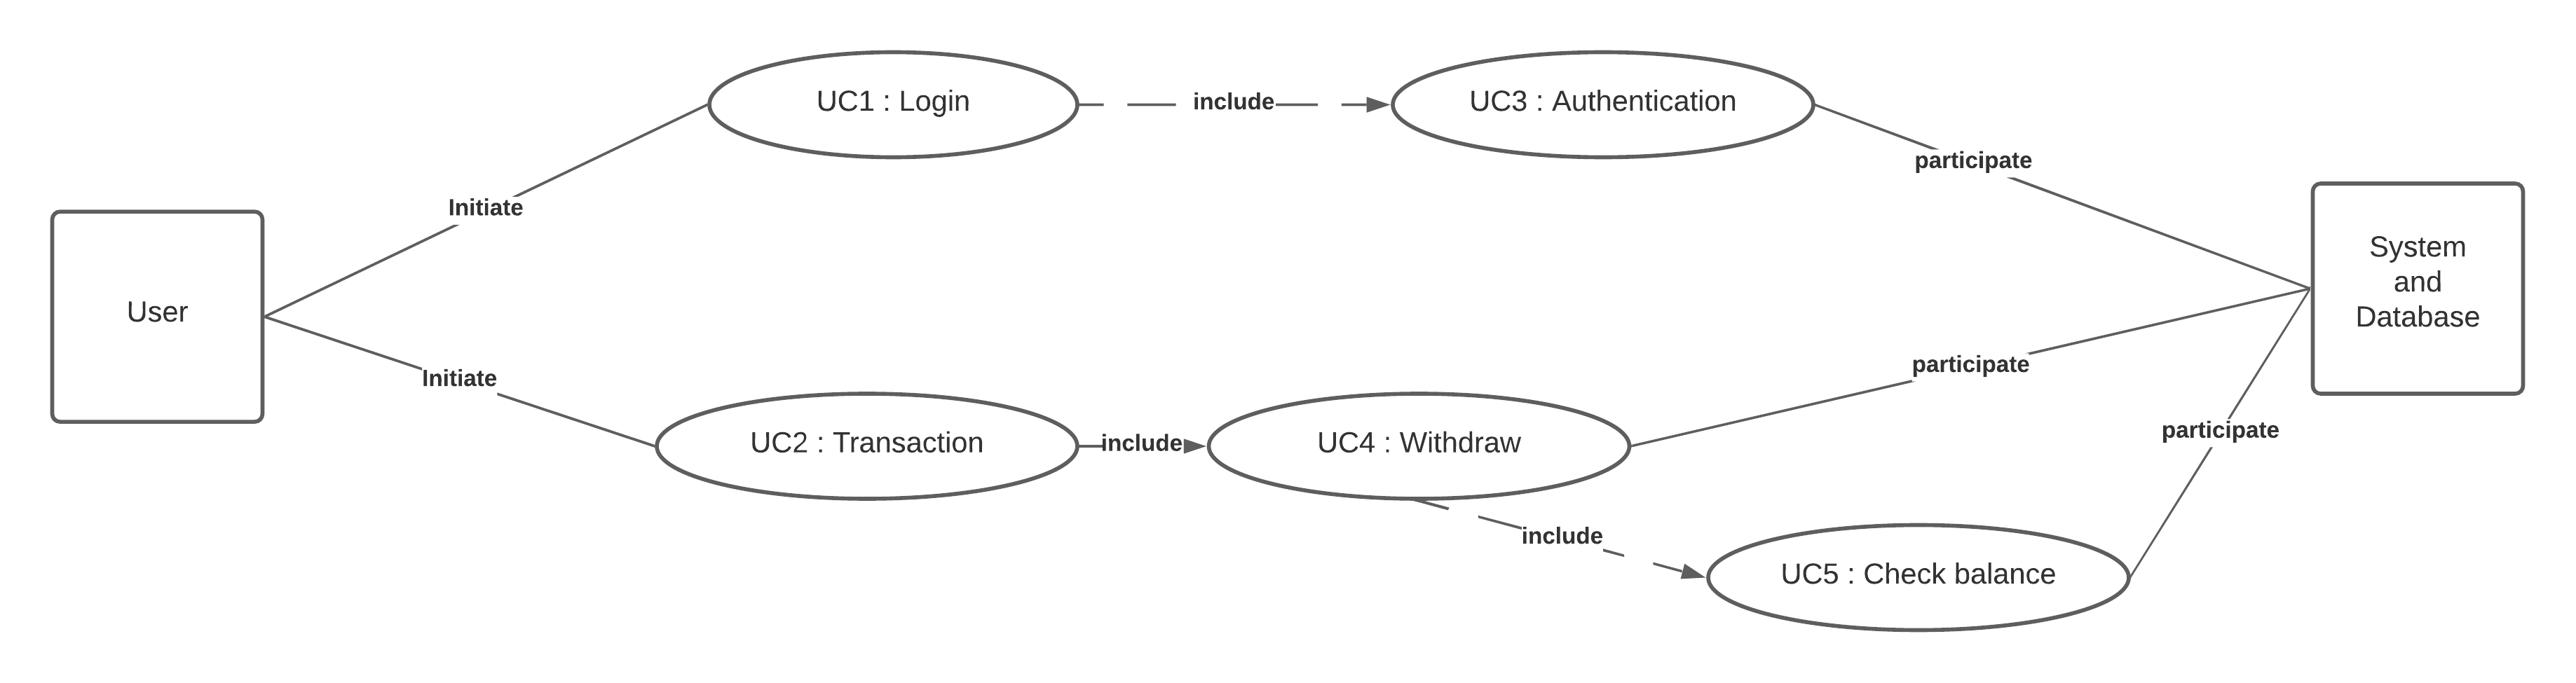 UC1 : Login
include
UC3 : Authentication
participate
Initiate
User
System
and
Database
Initiate
participate
UC2 : Transaction
include
UC4 : Withdraw
participate
include
UC5 : Check balance